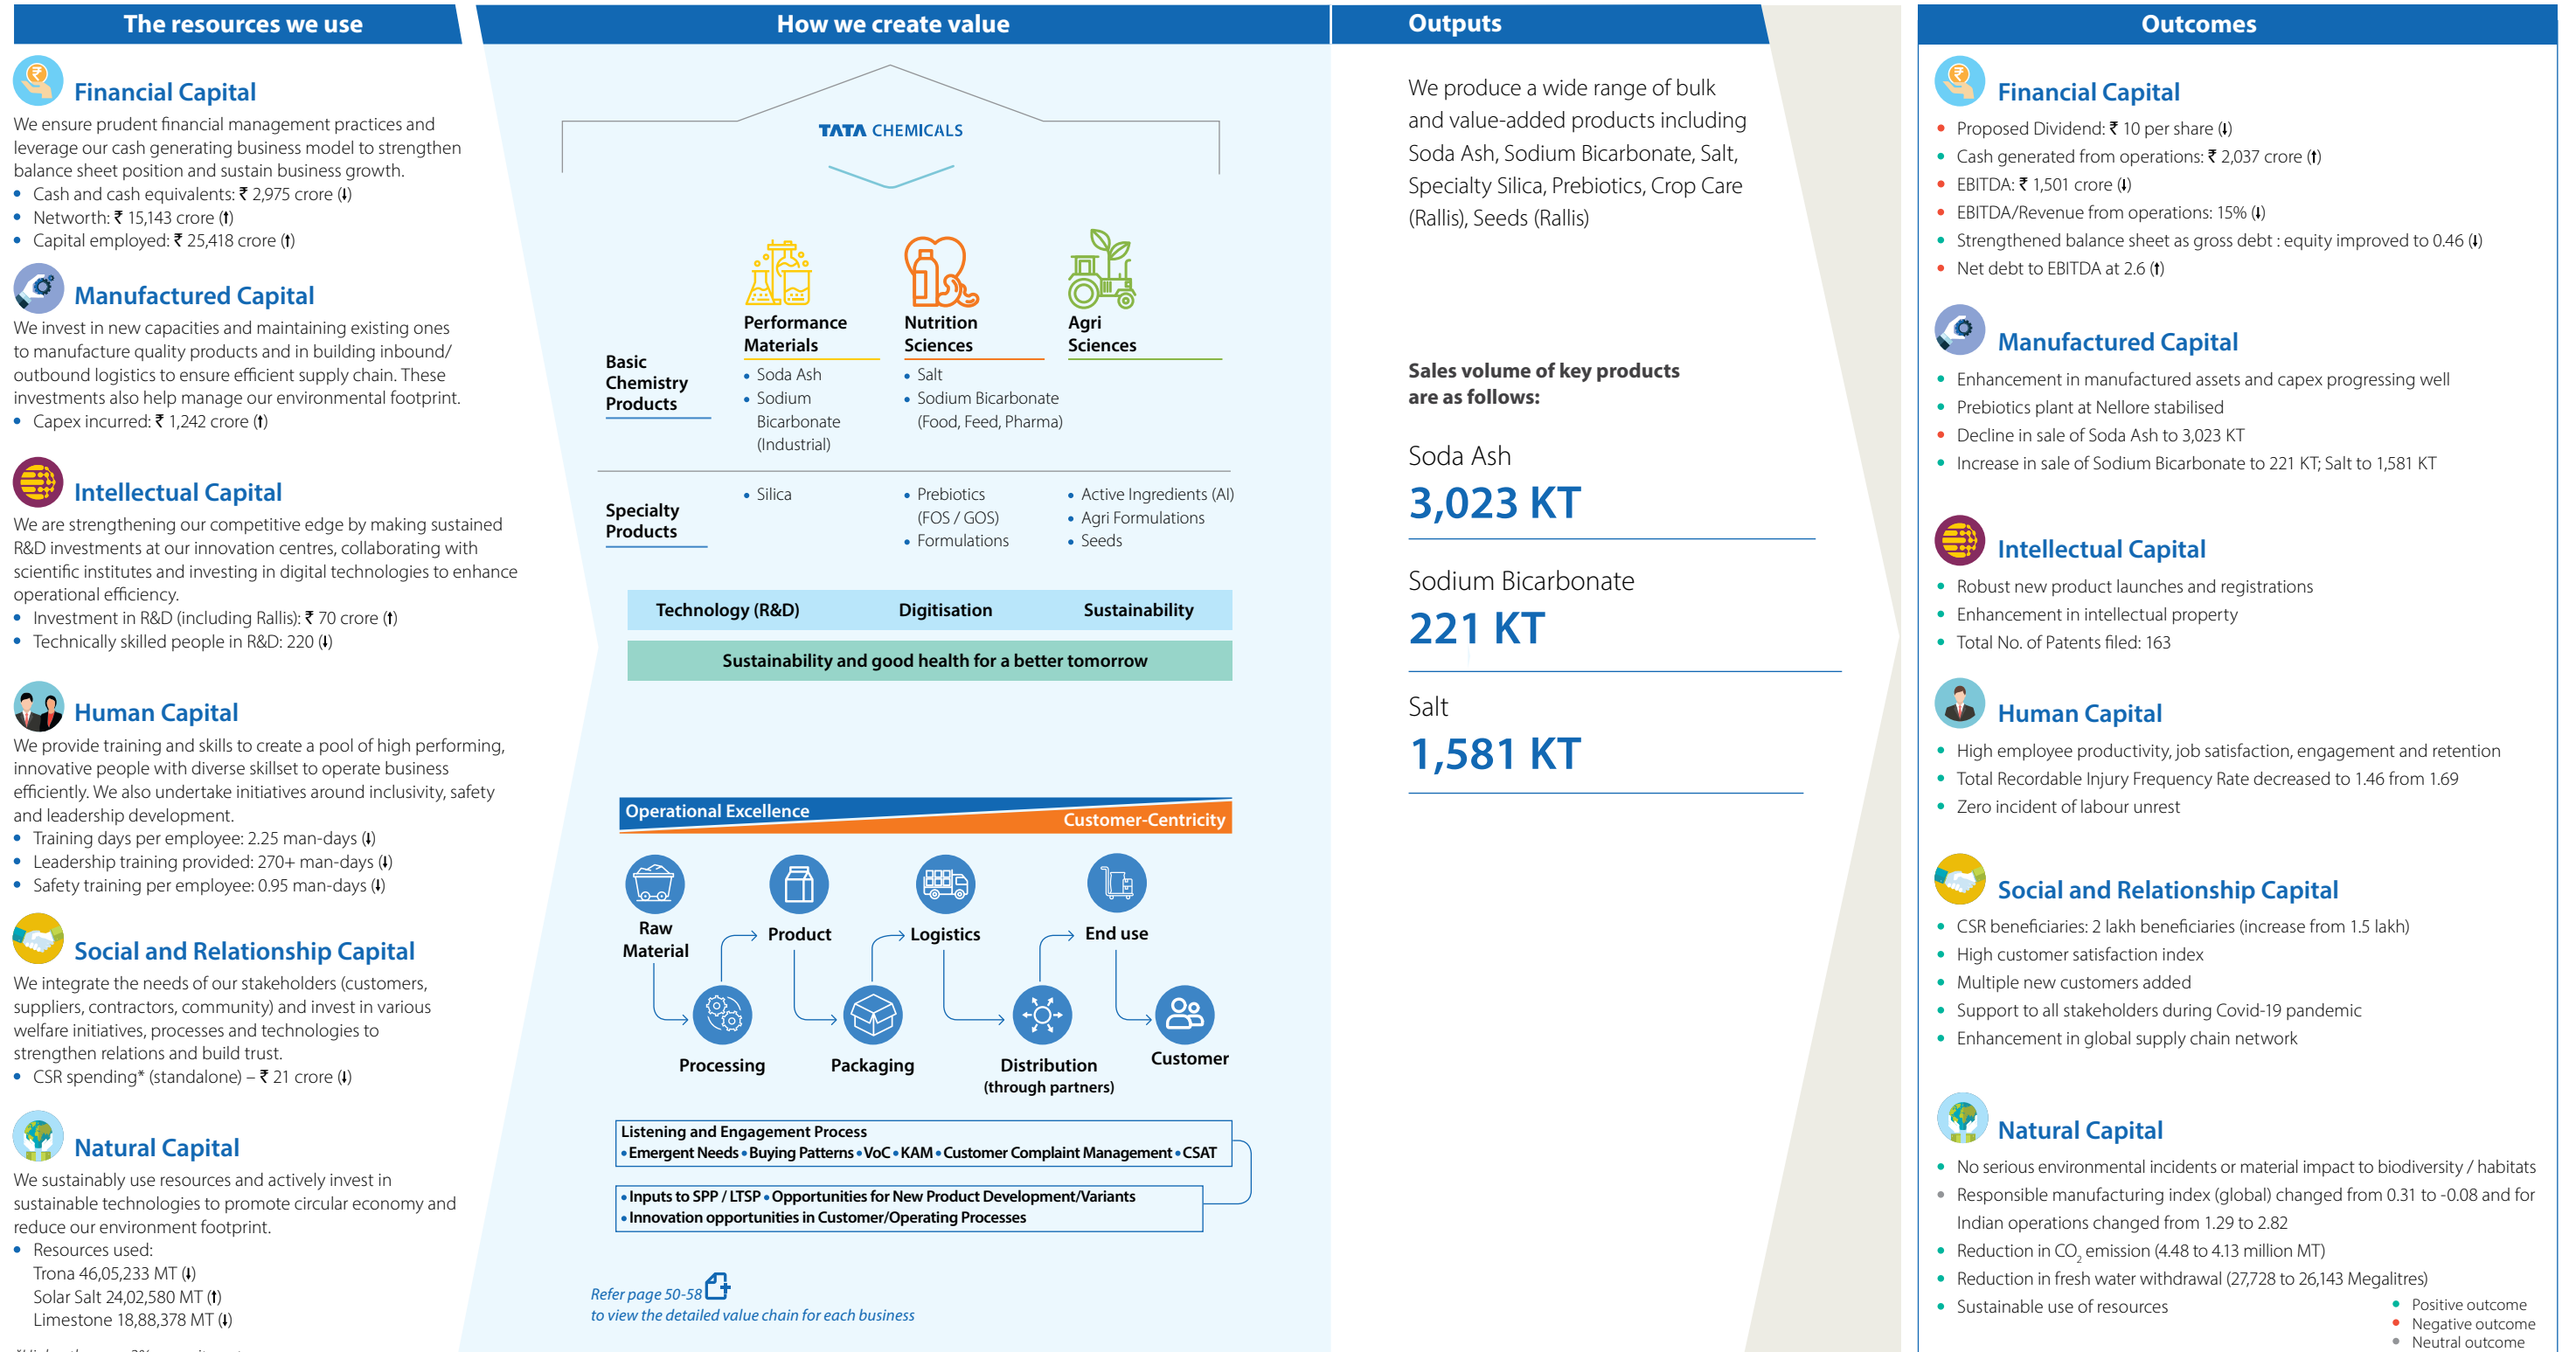 The resources we use
Financial Capital
We ensure prudent financial management practices and
leverage our cash generating business model to strengthen
balance sheet position and sustain business growth.
• Cash and cash equivalents: ₹ 2,975 crore (⬇)
• Networth: ₹ 15,143 crore (⬆)
• Capital employed: ₹ 25,418 crore (⬆)
Manufactured Capital
We invest in new capacities and maintaining existing ones
to manufacture quality products and in building inbound/
outbound logistics to ensure efficient supply chain. These
investments also help manage our environmental footprint.
• Capex incurred: ₹ 1,242 crore (⬆)
Intellectual Capital
We are strengthening our competitive edge by making sustained
R&D investments at our innovation centres, collaborating with
scientific institutes and investing in digital technologies to enhance
operational efficiency.
• Investment in R&D (including Rallis): ₹ 70 crore (⬆)
• Technically skilled people in R&D: 220 (⬇)
Human Capital
We provide training and skills to create a pool of high performing,
innovative people with diverse skillset to operate business
efficiently. We also undertake initiatives around inclusivity, safety
and leadership development.
• Training days per employee: 2.25 man-days (⬇)
• Leadership training provided: 270+ man-days (⬇)
• Safety training per employee: 0.95 man-days (⬇)
Social and Relationship Capital
We integrate the needs of our stakeholders (customers,
suppliers, contractors, community) and invest in various
welfare initiatives, processes and technologies to
strengthen relations and build trust.
• CSR spending* (standalone) – ₹ 21 crore (⬇)
Natural Capital
We sustainably use resources and actively invest in
sustainable technologies to promote circular economy and
reduce our environment footprint.
• Resources used:
Trona 46,05,233 MT (⬇)
Solar Salt 24,02,580 MT (⬆)
Limestone 18,88,378 MT (⬇)
How we create value
TATA CHEMICALS
Performance
Materials
Nutrition
Sciences
Agri
Sciences
Basic
Chemistry
Products
• Soda Ash
• Sodium
Bicarbonate
(Industrial)
• Salt
• Sodium Bicarbonate
(Food, Feed, Pharma)
Specialty
Products
• Silica
• Prebiotics
(FOS / GOS)
• Formulations
• Active Ingredients (AI)
• Agri Formulations
• Seeds
Technology (R&D) Digitisation Sustainability
Sustainability and good health for a better tomorrow
Operational Excellence
Customer-Centricity
Raw
Material
Product
Logistics
End use
Processing
Packaging
Distribution
(through partners)
Customer
Listening and Engagement Process
• Emergent Needs • Buying Patterns • VoC • KAM • Customer Complaint Management • CSAT
• Inputs to SPP / LTSP • Opportunities for New Product Development/Variants
• Innovation opportunities in Customer/Operating Processes
Refer page 50-58
to view the detailed value chain for each business
Outputs
We produce a wide range of bulk
and value-added products including
Soda Ash, Sodium Bicarbonate, Salt,
Specialty Silica, Prebiotics, Crop Care
(Rallis), Seeds (Rallis)
Sales volume of key products
are as follows:
Soda Ash
3,023 KT
Sodium Bicarbonate
221 KT
Salt
1,581 KT
Outcomes
Financial Capital
• Proposed Dividend: ₹ 10 per share (⬇)
• Cash generated from operations: ₹ 2,037 crore (⬆)
• EBITDA: ₹ 1,501 crore (⬇)
• EBITDA/Revenue from operations: 15% (⬇)
• Strengthened balance sheet as gross debt : equity improved to 0.46 (⬇)
• Net debt to EBITDA at 2.6 (⬆)
Manufactured Capital
• Enhancement in manufactured assets and capex progressing well
• Prebiotics plant at Nellore stabilised
• Decline in sale of Soda Ash to 3,023 KT
• Increase in sale of Sodium Bicarbonate to 221 KT; Salt to 1,581 KT
Intellectual Capital
• Robust new product launches and registrations
• Enhancement in intellectual property
• Total No. of Patents filed: 163
Human Capital
• High employee productivity, job satisfaction, engagement and retention
• Total Recordable Injury Frequency Rate decreased to 1.46 from 1.69
• Zero incident of labour unrest
Social and Relationship Capital
• CSR beneficiaries: 2 lakh beneficiaries (increase from 1.5 lakh)
• High customer satisfaction index
• Multiple new customers added
• Support to all stakeholders during Covid-19 pandemic
• Enhancement in global supply chain network
Natural Capital
• No serious environmental incidents or material impact to biodiversity / habitats
• Responsible manufacturing index (global) changed from 0.31 to -0.08 and for
Indian operations changed from 1.29 to 2.82
• Reduction in CO₂ emission (4.48 to 4.13 million MT)
• Reduction in fresh water withdrawal (27,728 to 26,143 Megalitres)
• Sustainable use of resources
• Positive outcome
• Negative outcome
• Neutral outcome